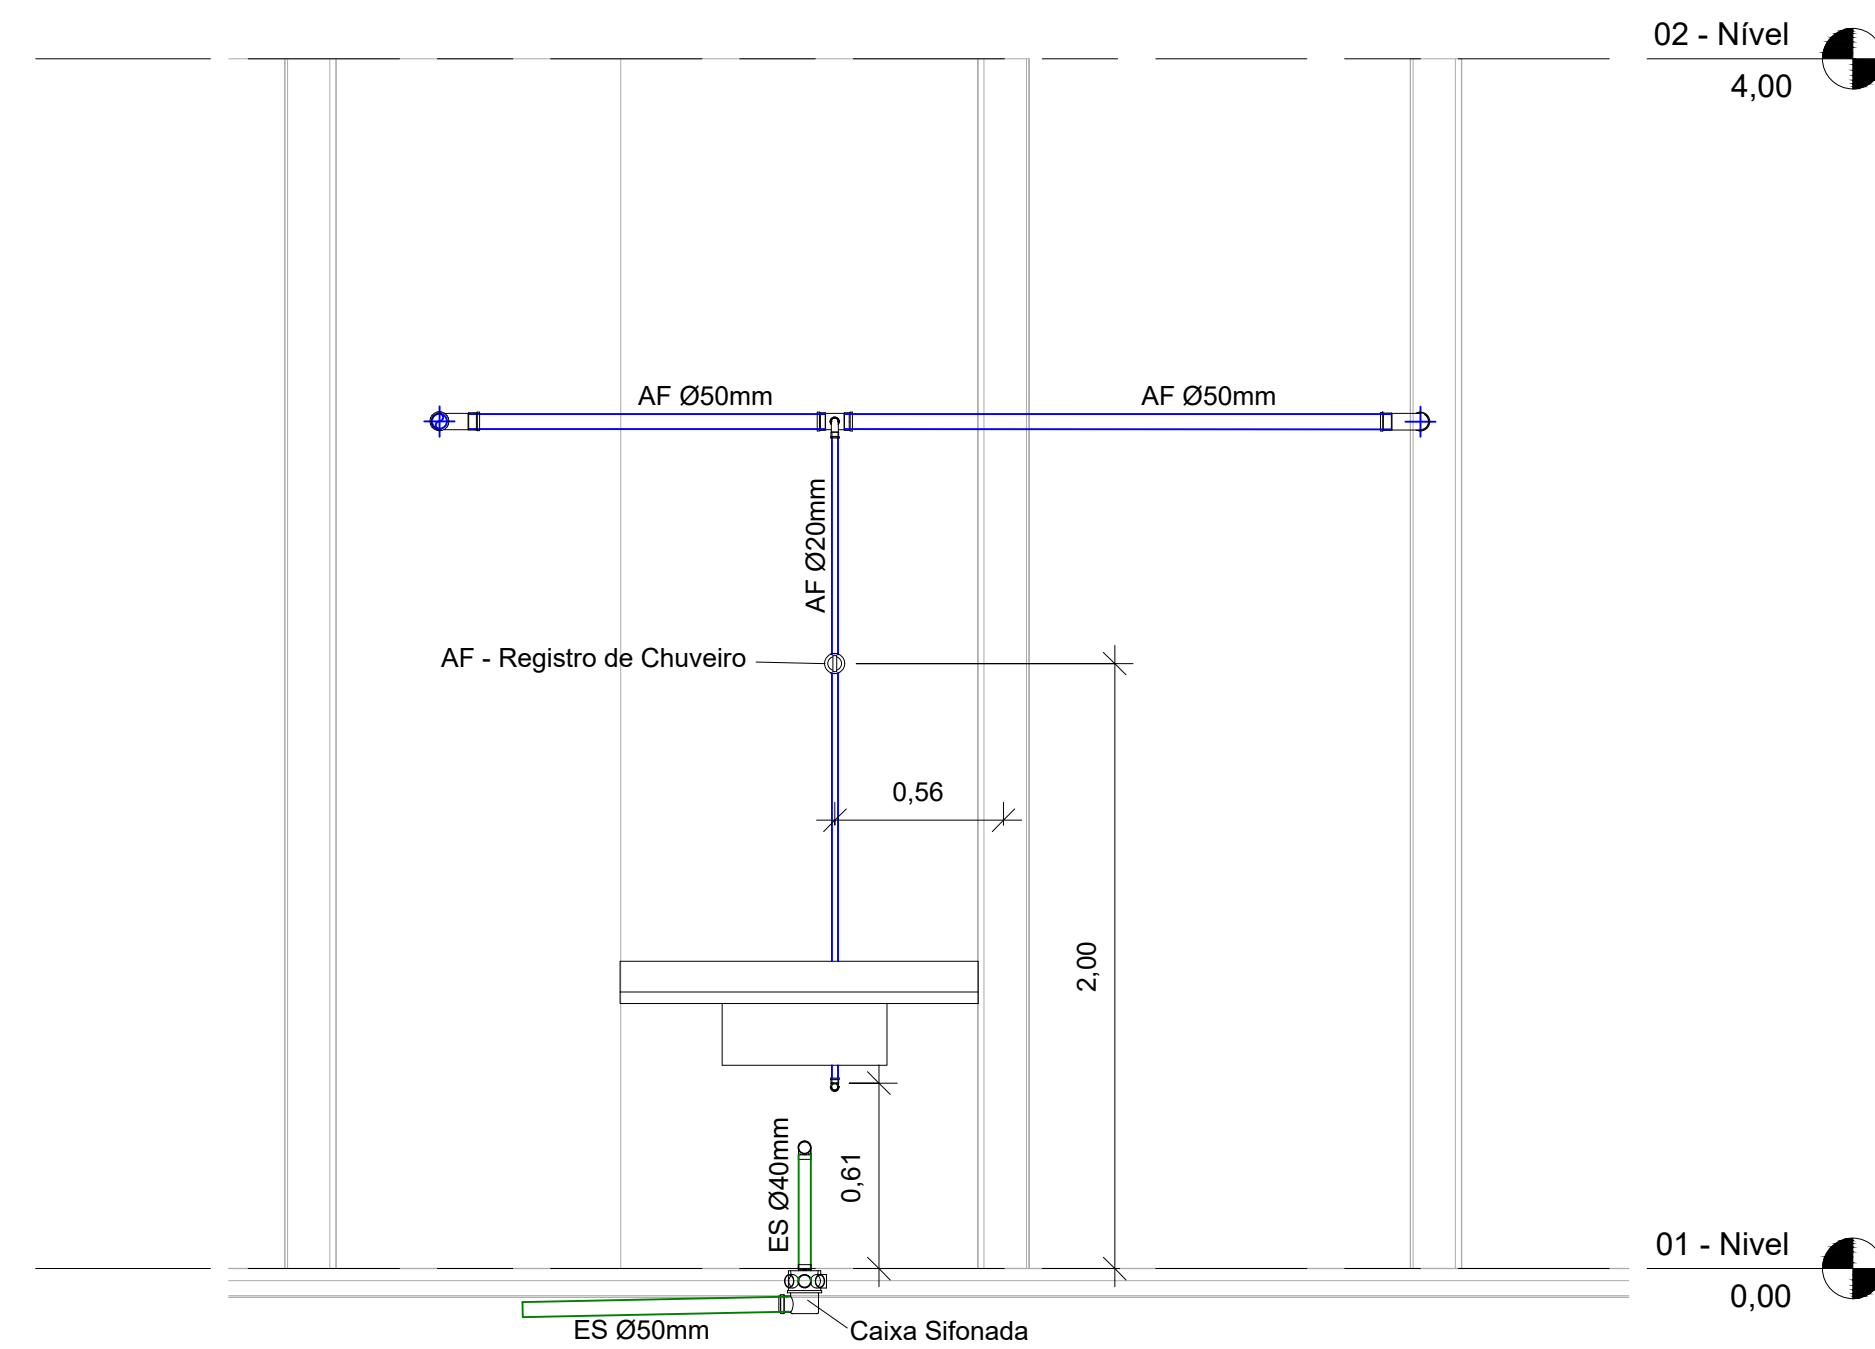 02 - Nível
4,00
AF Ø50mm
AF Ø50mm
AF Ø20mm
AF - Registro de Chuveiro
0,56
2,00
ES Ø40mm
0,61
01 - Nivel
0,00
ES Ø50mm
Caixa Sifonada